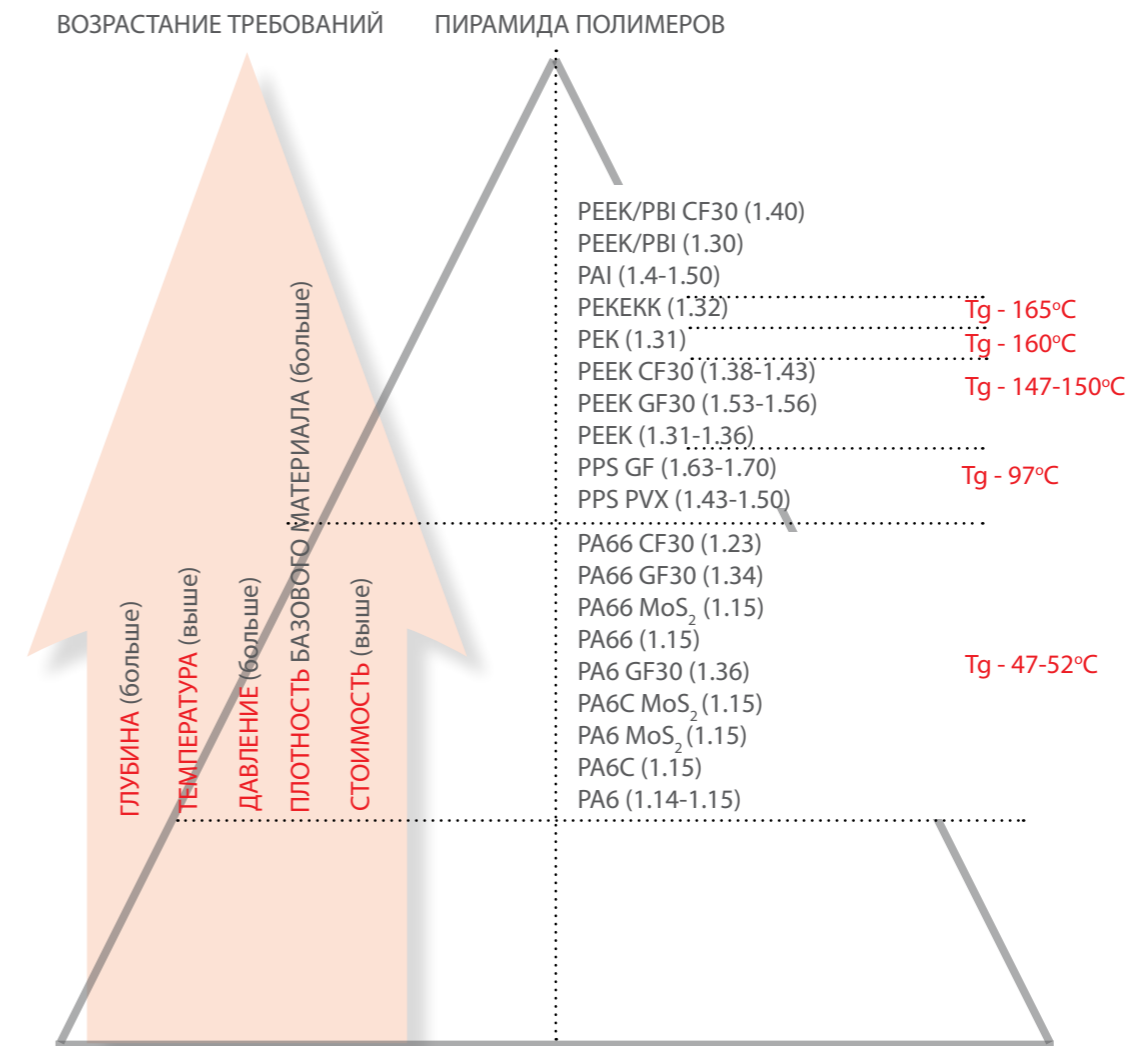 ВОЗРАСТАНИЕ ТРЕБОВАНИЙ
ПИРАМИДА ПОЛИМЕРОВ
ГЛУБИНА (больше)
ТЕМПЕРАТУРА (выше)
ДАВЛЕНИЕ (больше)
ПЛОТНОСТЬ БАЗОВОГО МАТЕРИАЛА (больше)
СТОИМОСТЬ (выше)
PEEK/PBI CF30 (1.40)
PEEK/PBI (1.30)
PAI (1.4-1.50)
PEKEKK (1.32)
PEK (1.31)
PEEK CF30 (1.38-1.43)
PEEK GF30 (1.53-1.56)
PEEK (1.31-1.36)
PPS GF (1.63-1.70)
PPS PVX (1.43-1.50)
PA66 CF30 (1.23)
PA66 GF30 (1.34)
PA66 MoS₂ (1.15)
PA66 (1.15)
PA6 GF30 (1.36)
PA6C MoS₂ (1.15)
PA6 MoS₂ (1.15)
PA6C (1.15)
PA6 (1.14-1.15)
Tg - 165°C
Tg - 160°C
Tg - 147-150°C
Tg - 97°C
Tg - 47-52°C